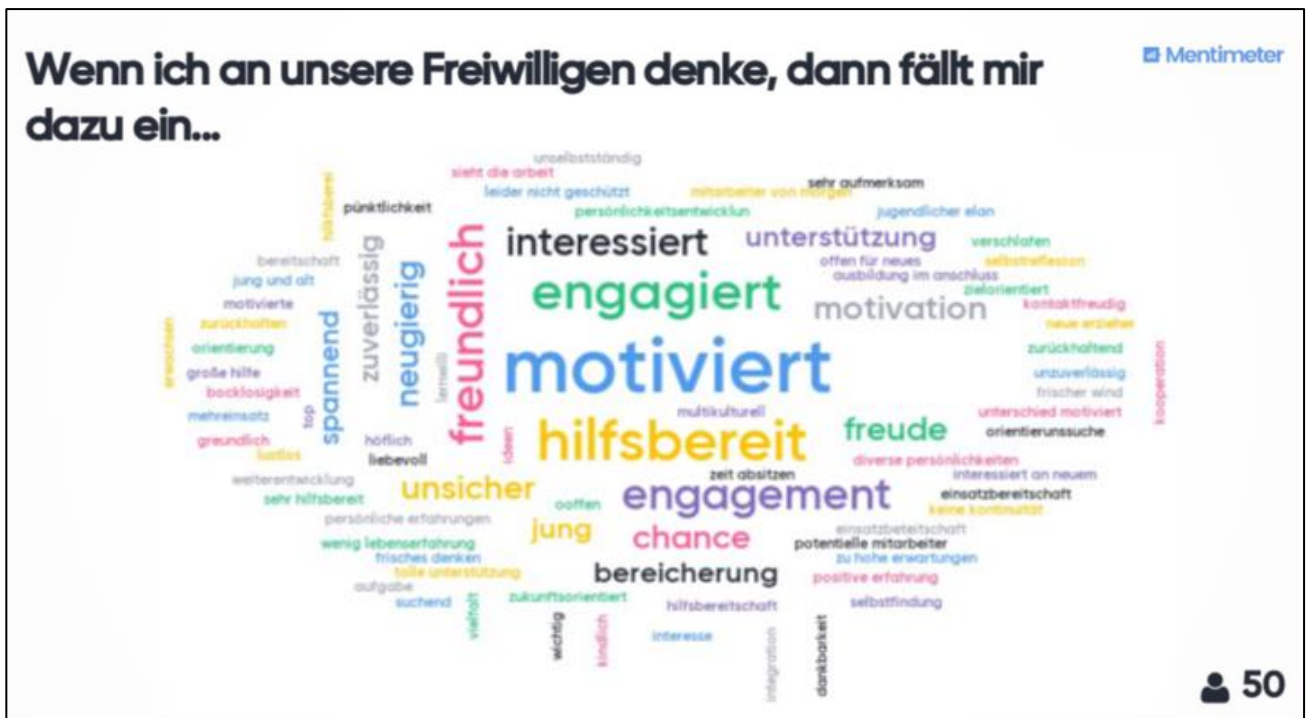 Wenn ich an unsere Freiwilligen denke, dann fällt mir
dazu ein...
Mentimeter
unselbstständig
sieht die arbeit
sehr aufmerksam
leider nicht geschützt
mitarbeiter von morgen
pünktlichkeit
persönlichkeitsentwicklun
jugendlicher elan
interessiert
unterstützung
verschlafen
bereitschaft
offen für neues
selbstreflexion
jung und alt
ausbildung im anschluss
engagiert
zielorientiert
motivierte
motivation
kontaktfreudig
zurückhalten
neue erzieher
zuverlässig
neugierig
freundlich
spannend
erwachsen
orientierung
zurückhaltend
große hilfe
motiviert
unzuverlässig
bocklosigkeit
frischer wind
kooperation
mehreinsatz
top
multikulturell
unterschied motiviert
greundlich
höflich
ideen
hilfsbereit
freude
orientierunssuche
lustlos
liebevoll
diverse persönlichkeiten
weiterentwicklung
zeit absitzen
interessiert an neuem
sehr hilfsbereit
unsicher
ooffen
engagement
einsatzbereitschaft
keine kontinuität
persönliche erfahrungen
jung
chance
einsatzbeteitschaft
wenig lebenserfahrung
potentielle mitarbeiter
frisches denken
zu hohe erwartungen
tolle unterstützung
bereicherung
positive erfahrung
aufgabe
suchend
vielfalt
zukunftsorientiert
hilfsbereitschaft
selbstfindung
wichtig
kindlich
interesse
integration
dankbarkeit
50